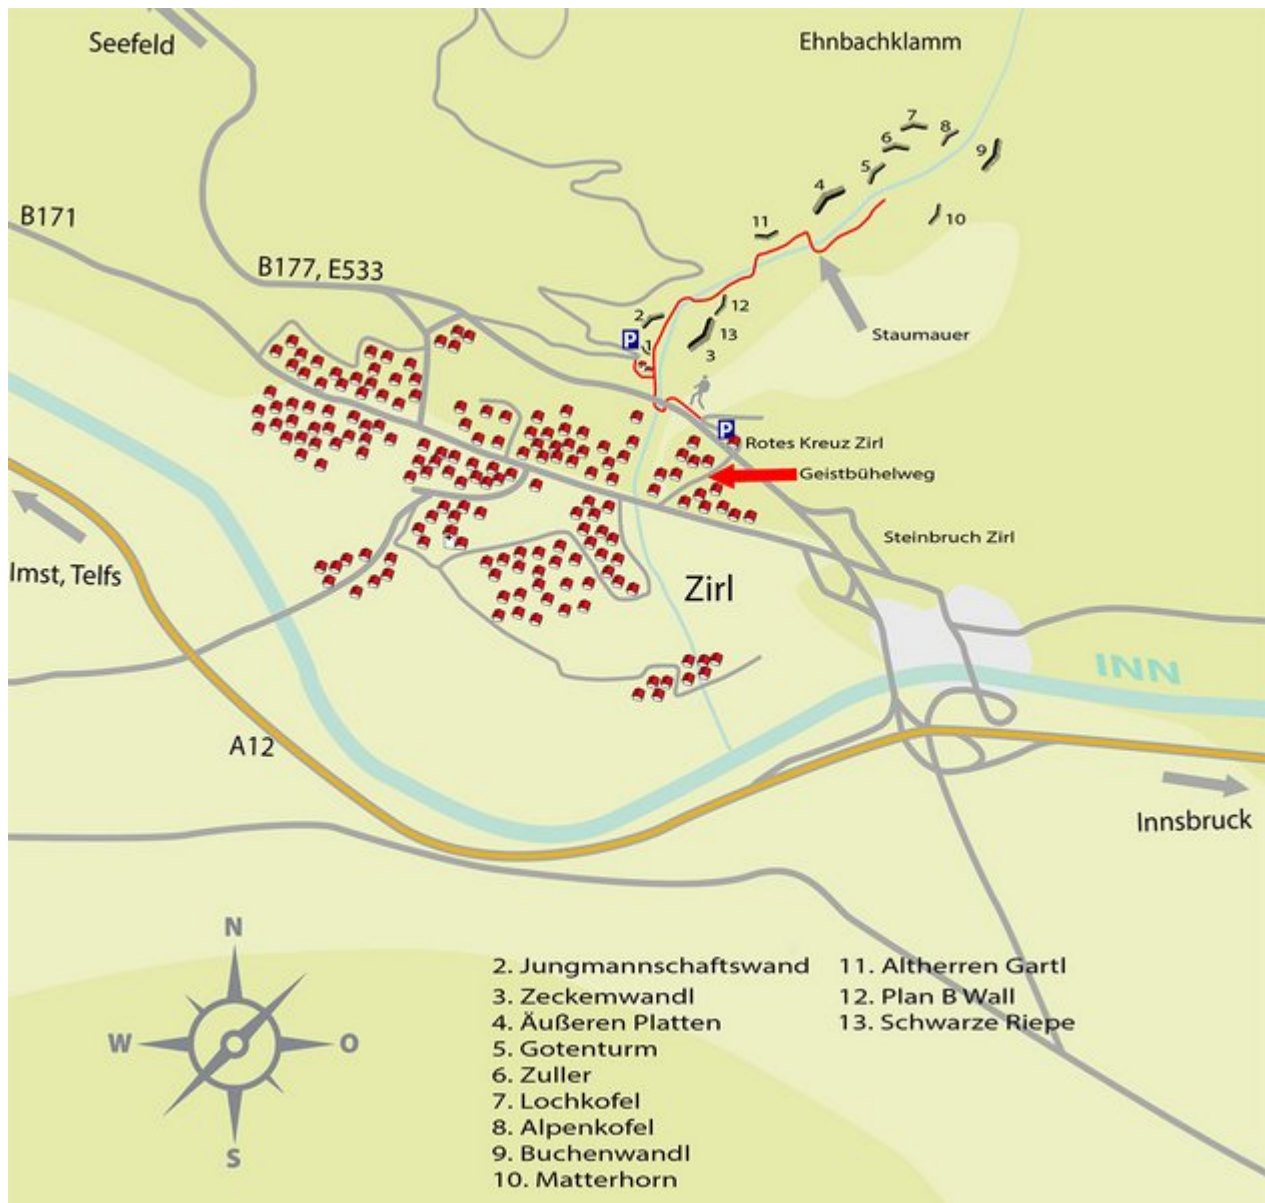 Seefeld
Ehnbachklamm
7
8
6
9
5
4
B171
11
10
B177, E533
12
2
P
13
1
3
Staumauer
P
Rotes Kreuz Zirl
Geistbühelweg
Steinbruch Zirl
Imst, Telfs
Zirl
INN
A12
Innsbruck
N
W
O
S
2. Jungmannschaftswand
3. Zeckemwandl
4. Äußeren Platten
5. Gotenturm
6. Zuller
7. Lochkofel
8. Alpenkofel
9. Buchenwandl
10. Matterhorn
11. Altherren Gartl
12. Plan B Wall
13. Schwarze Riepe